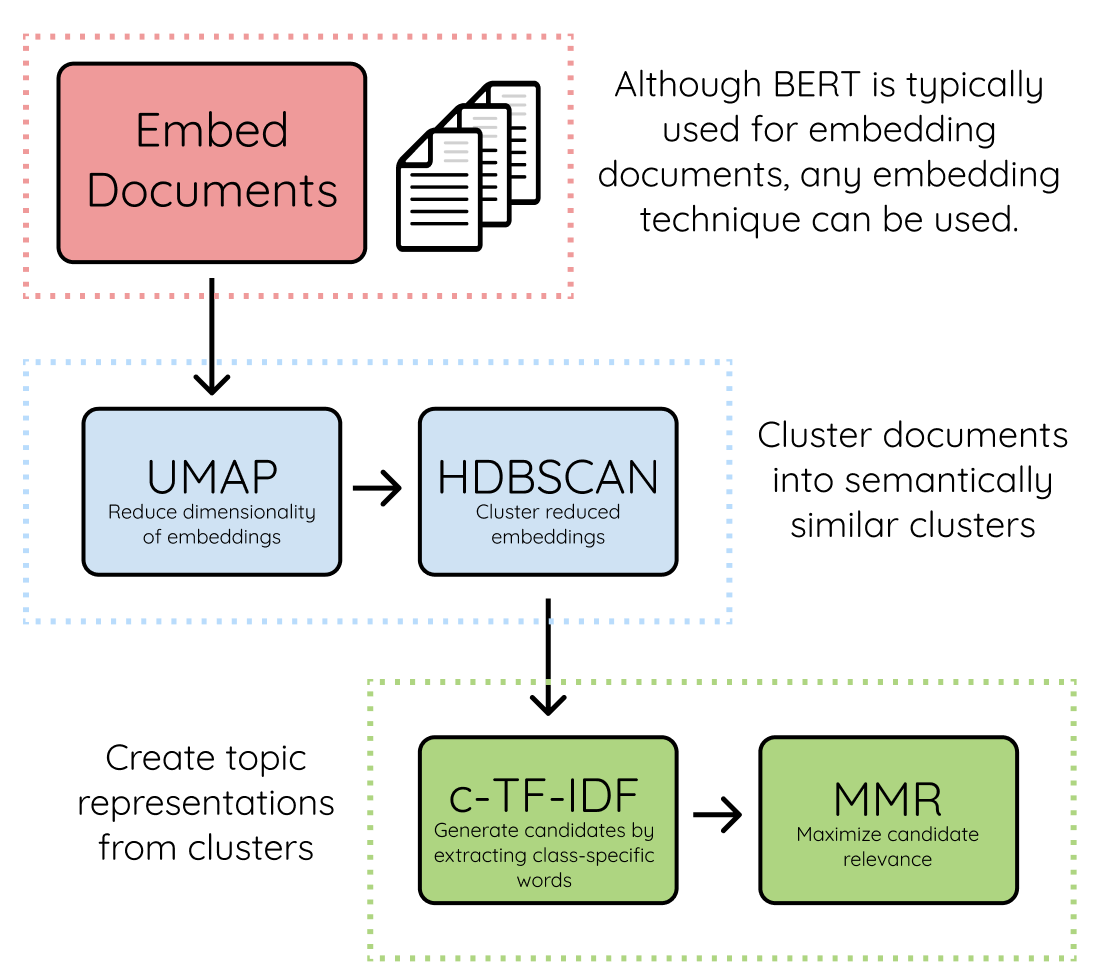 Embed
Documents
Although BERT is typically
used for embedding
documents, any embedding
technique can be used.
UMAP
Reduce dimensionality
of embeddings
HDBSCAN
Cluster reduced
embeddings
Cluster documents
into semantically
similar clusters
Create topic
representations
from clusters
c-TF-IDF
Generate candidates by
extracting class-specific
words
MMR
Maximize candidate
relevance